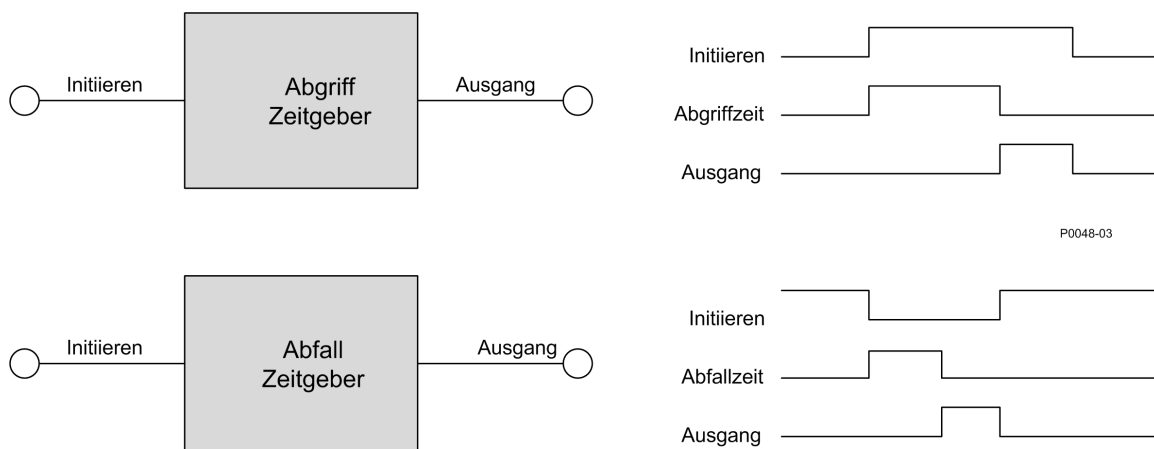 Initiieren
Abgriff
Zeitgeber
Ausgang
Initiieren
Abgriffzeit
Ausgang
P0048-03
Initiieren
Abfall
Zeitgeber
Ausgang
Initiieren
Abfallzeit
Ausgang